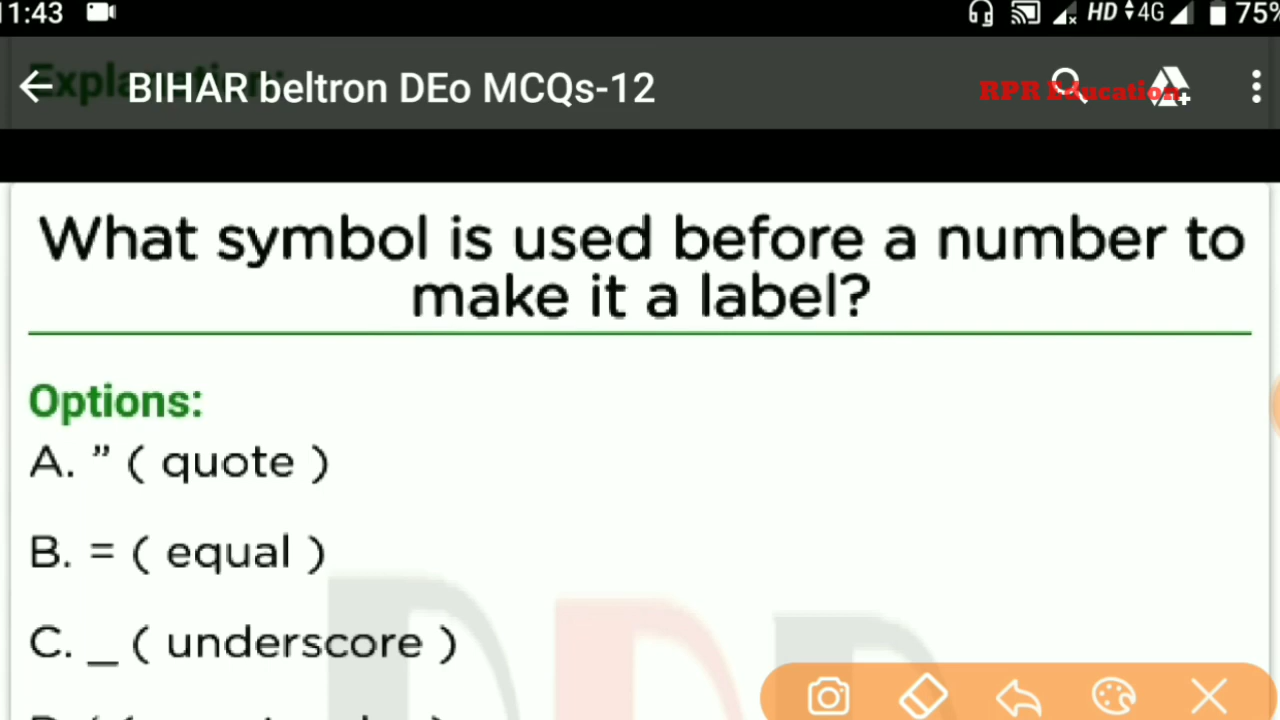 11:43 HD 4G 75%
Explanation:
BIHAR beltron DEo MCQs-12
RPR Education
What symbol is used before a number to
make it a label?
Options:
A. ” ( quote )
B. = ( equal )
C. _ ( underscore )